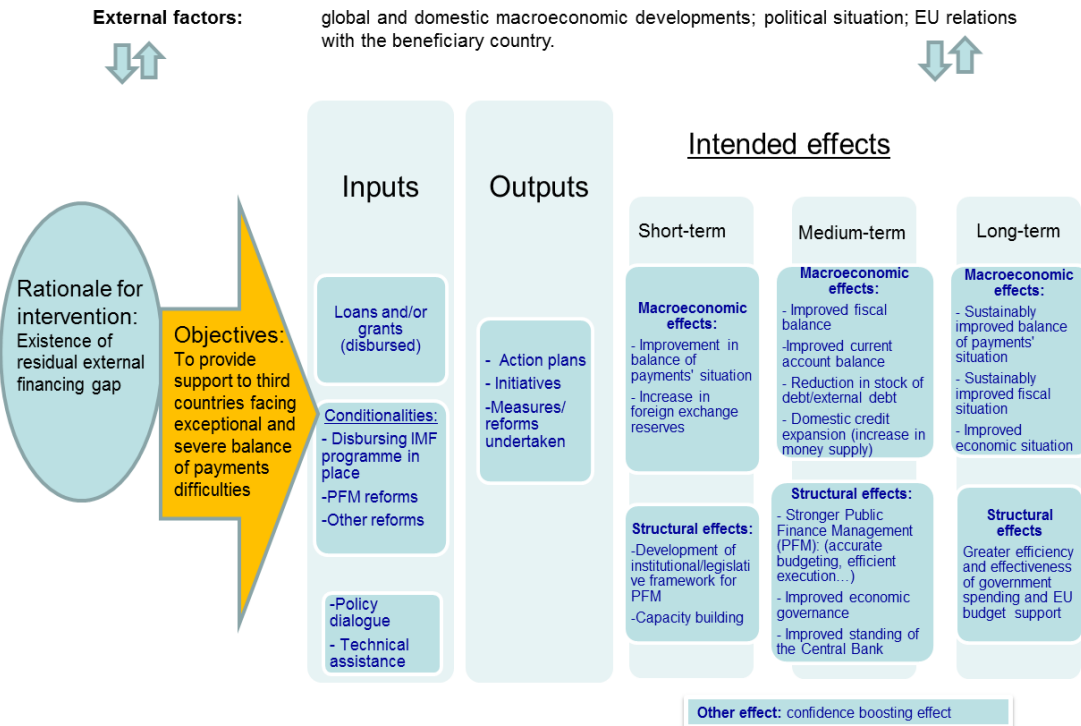 External factors: global and domestic macroeconomic developments; political situation; EU relations
with the beneficiary country.
Intended effects
Inputs
Outputs
Short-term
Medium-term
Long-term
Rationale for
intervention:
Existence of
residual external
financing gap
Objectives:
To provide
support to third
countries facing
exceptional and
severe balance
of payments
difficulties
Loans and/or
grants
(disbursed)
Conditionalities:
- Disbursing IMF
programme in
place
-PFM reforms
-Other reforms
-Policy
dialogue
- Technical
assistance
- Action plans
- Initiatives
-Measures/
reforms
undertaken
Macroeconomic
effects:
- Improvement in
balance of
payments' situation
- Increase in
foreign exchange
reserves
Structural effects:
-Development of
institutional/legislati
ve framework for
PFM
-Capacity building
Macroeconomic
effects:
- Improved fiscal
balance
-Improved current
account balance
- Reduction in stock of
debt/external debt
- Domestic credit
expansion (increase in
money supply)
Structural effects:
- Stronger Public
Finance Management
(PFM): (accurate
budgeting, efficient
execution…)
- Improved economic
governance
- Improved standing of
the Central Bank
Macroeconomic
effects:
- Sustainably
improved balance
of payments'
situation
- Sustainably
improved fiscal
situation
- Improved
economic situation
Structural
effects
Greater efficiency
and effectiveness
of government
spending and EU
budget support
Other effect: confidence boosting effect